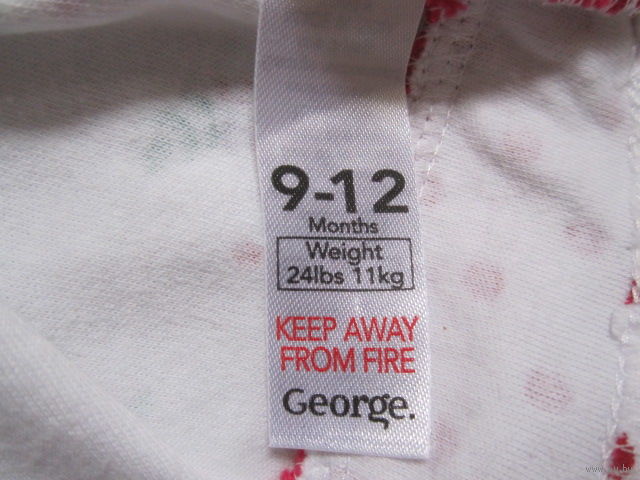 9-12
Months
Weight
24lbs 11kg
KEEP AWAY
FROM FIRE
George.